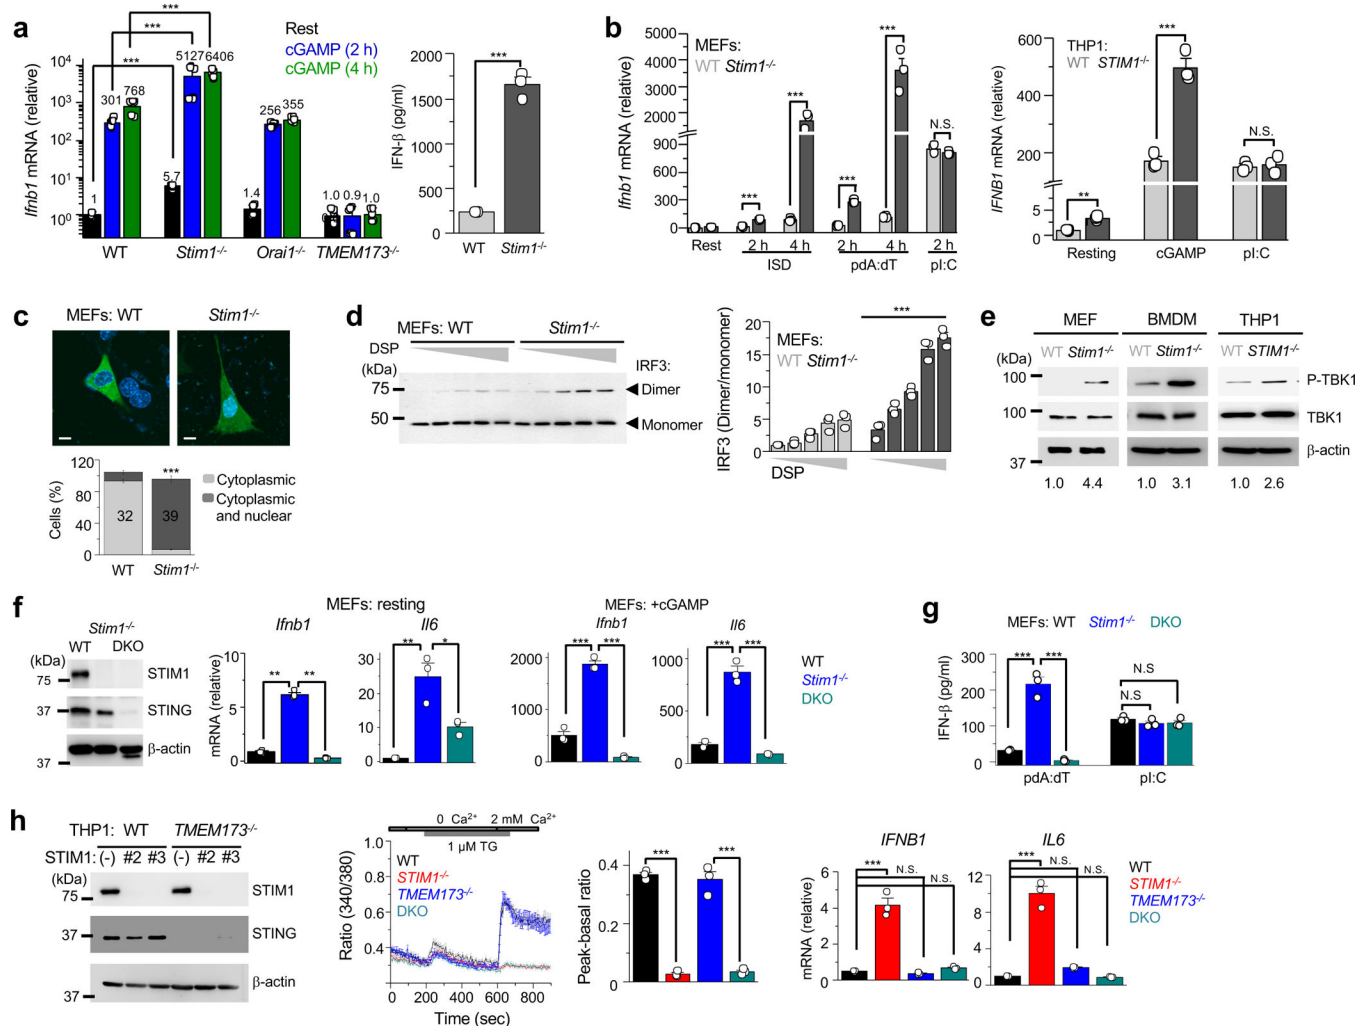 a
Rest
cGAMP (2 h)
cGAMP (4 h)
***
***
***
5127
6406
301
768
256
355
1
5.7
1.4
1.0
0.9
1.0
Ifnb1 mRNA (relative)
10⁴
10³
10²
10¹
10⁰
WT
Stim1-/-
Orai1-/-
TMEM173-/-
IFN-β (pg/ml)
2000
1500
1000
500
250
0
***
WT
Stim1-/-
b
MEFs:
WT Stim1-/-
Ifnb1 mRNA (relative)
5000
4000
3000
2000
900
600
300
0
***
***
***
***
N.S.
Rest
2 h
4 h
2 h
4 h
2 h
ISD
pdA:dT
pI:C
THP1:
WT STIM1-/-
IFNB1 mRNA (relative)
600
400
200
5
0
**
***
N.S.
Resting
cGAMP
pI:C
c
MEFs: WT
Stim1-/-
Cells (%)
120
80
40
0
***
32
39
WT
Stim1-/-
Cytoplasmic
Cytoplasmic
and nuclear
d
MEFs: WT
Stim1-/-
DSP
(kDa)
75
50
IRF3:
Dimer
Monomer
IRF3 (Dimer/monomer)
20
15
10
5
0
***
MEFs:
WT Stim1-/-
DSP
e
MEF
BMDM
THP1
(kDa)
WT Stim1-/-
WT Stim1-/-
WT STIM1-/-
100
P-TBK1
100
TBK1
37
β-actin
1.0
4.4
1.0
3.1
1.0
2.6
f
Stim1-/-
WT
DKO
(kDa)
75
STIM1
37
STING
37
β-actin
MEFs: resting
Ifnb1
Il6
mRNA (relative)
10
5
0
**
**
30
20
10
0
**
*
MEFs: +cGAMP
Ifnb1
Il6
2000
1000
0
***
***
1000
500
0
***
***
WT
Stim1-/-
DKO
g
MEFs: WT
Stim1-/-
DKO
IFN-β (pg/ml)
300
200
100
0
***
***
N.S
N.S
pdA:dT
pI:C
h
THP1: WT
TMEM173-/-
STIM1: (-) #2 #3 (-) #2 #3
(kDa)
75
STIM1
37
STING
37
β-actin
0 Ca2+
2 mM Ca2+
1 µM TG
Ratio (340/380)
1.0
0.8
0.6
0.4
WT
STIM1-/-
TMEM173-/-
DKO
0 200 400 600 800
Time (sec)
Peak-basal ratio
0.4
0.2
0.0
***
***
IFNB1
mRNA (relative)
6
4
2
0
***
N.S.
N.S.
IL6
12
8
4
0
***
N.S.
N.S.
WT
STIM1-/-
TMEM173-/-
DKO